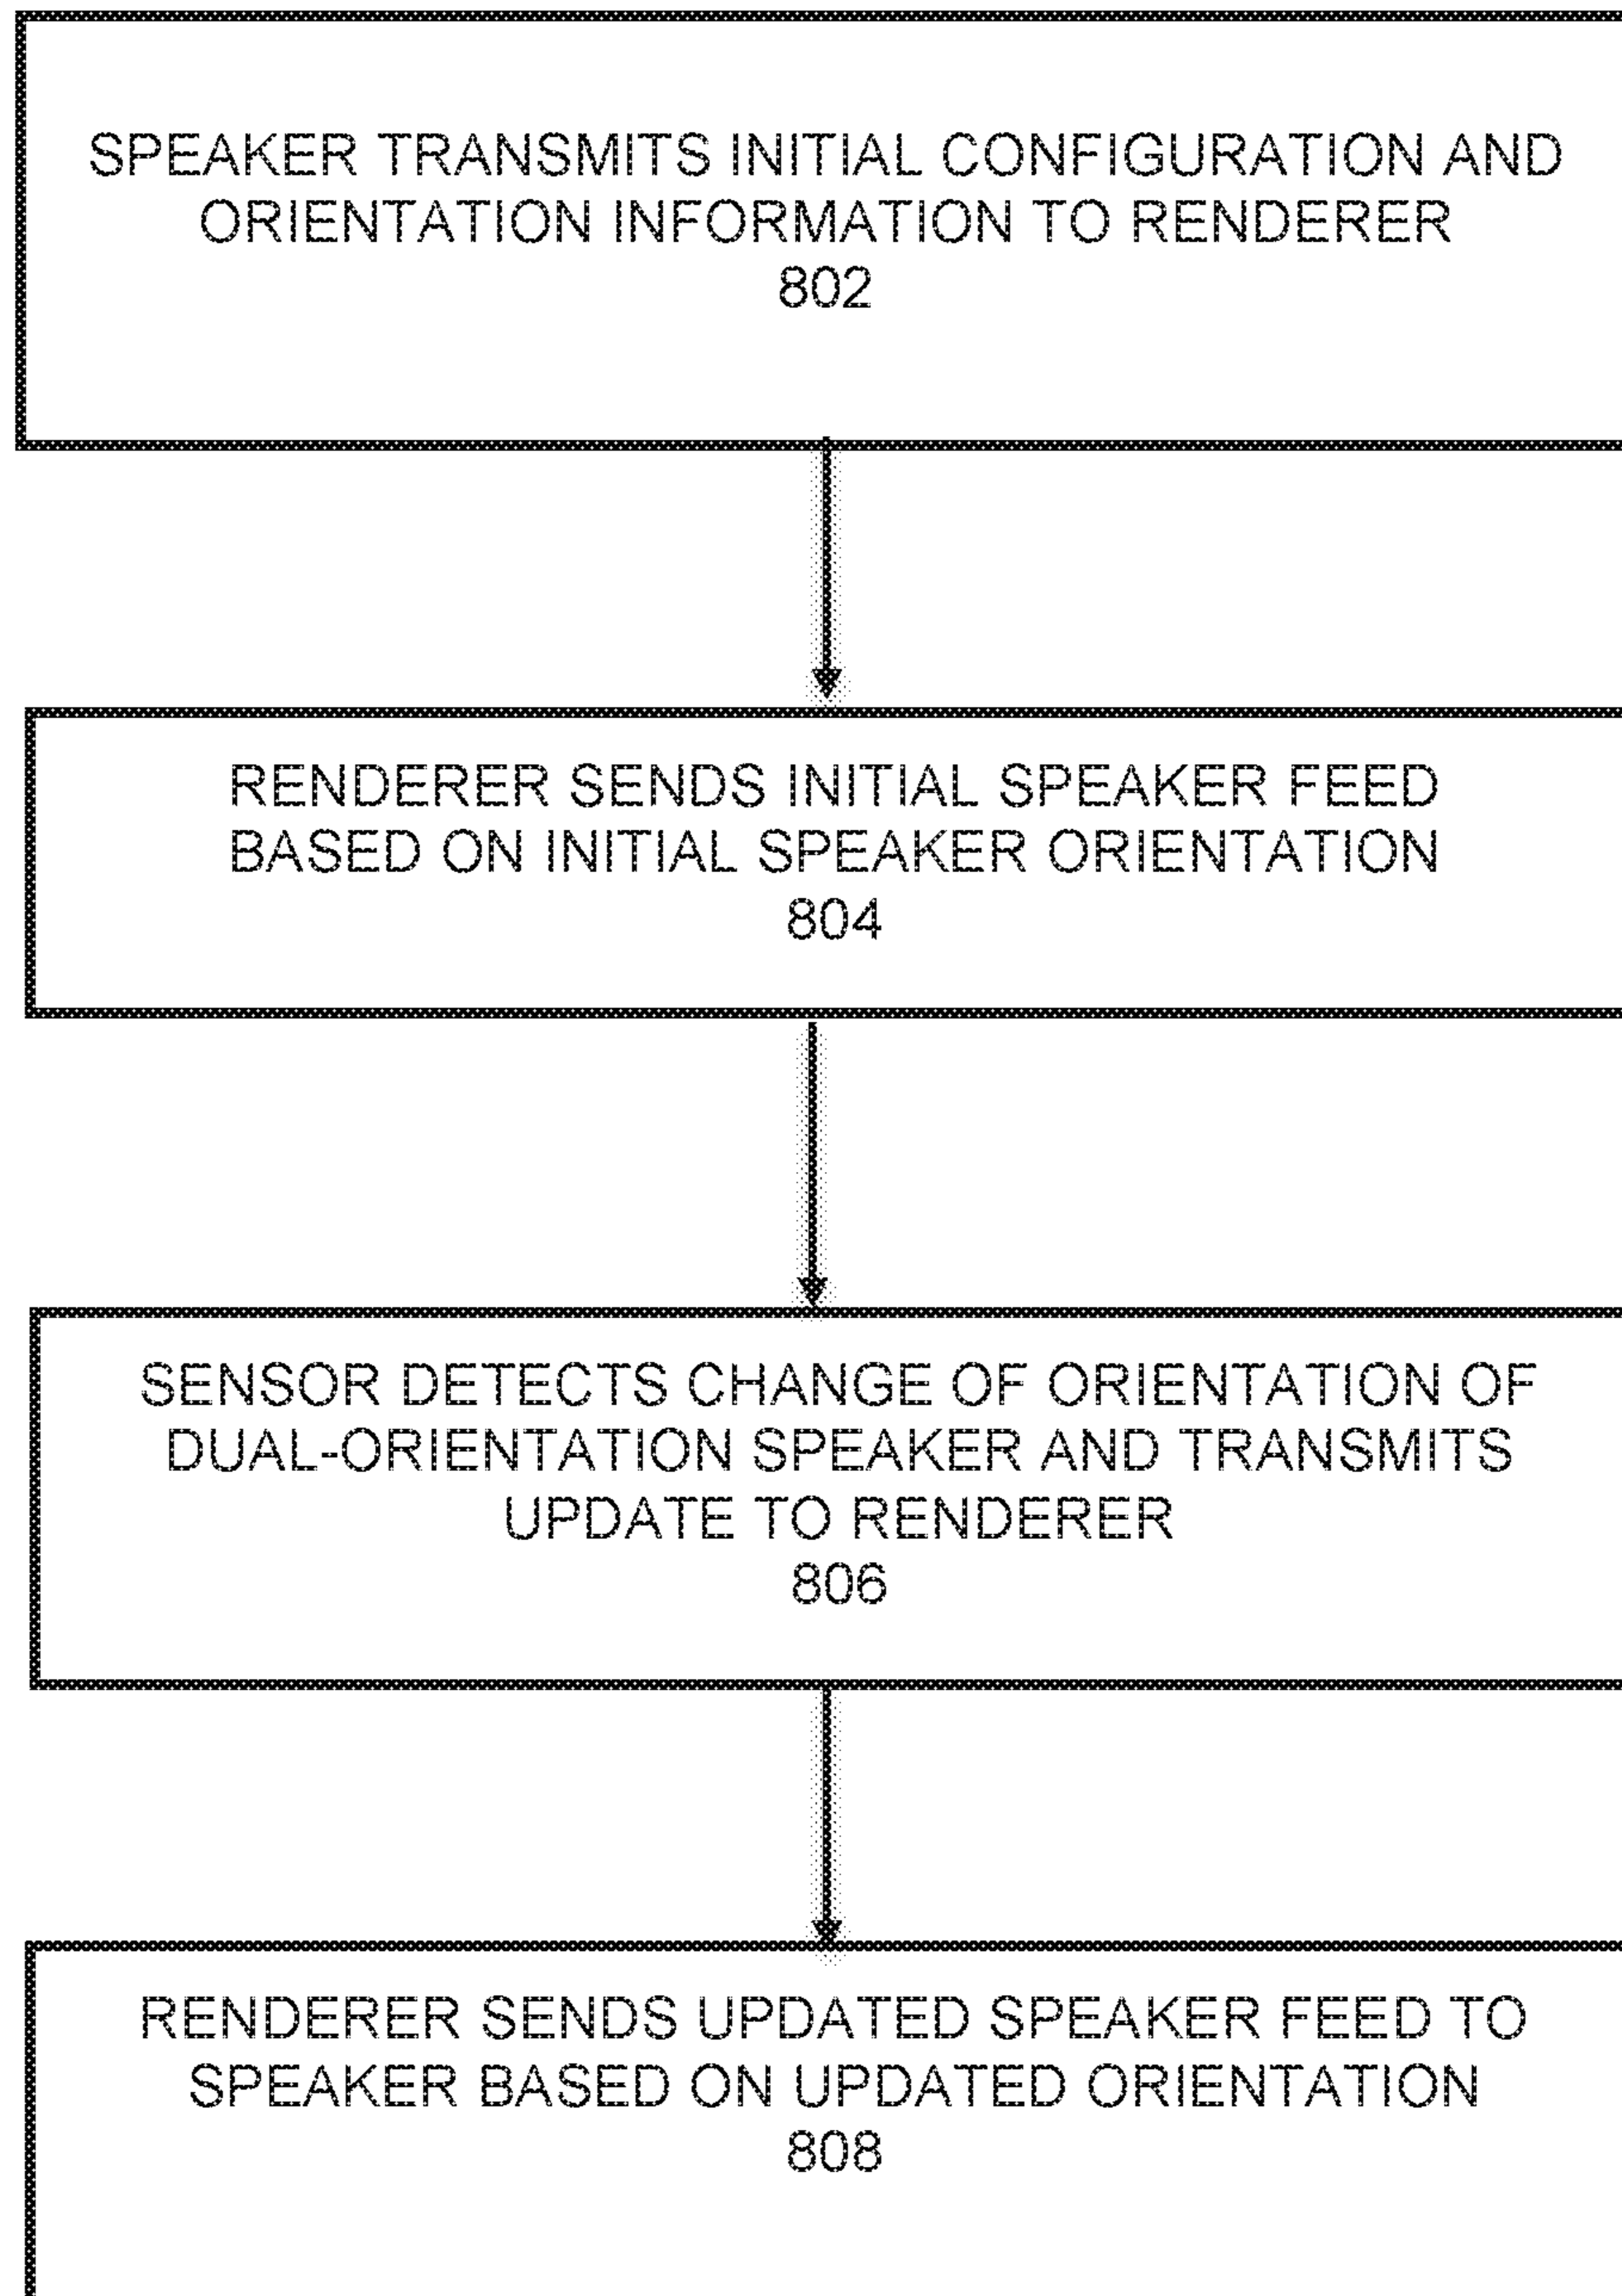 SPEAKER TRANSMITS INITIAL CONFIGURATION AND
ORIENTATION INFORMATION TO RENDERER
802
RENDERER SENDS INITIAL SPEAKER FEED
BASED ON INITIAL SPEAKER ORIENTATION
804
SENSOR DETECTS CHANGE OF ORIENTATION OF
DUAL-ORIENTATION SPEAKER AND TRANSMITS
UPDATE TO RENDERER
806
RENDERER SENDS UPDATED SPEAKER FEED TO
SPEAKER BASED ON UPDATED ORIENTATION
808